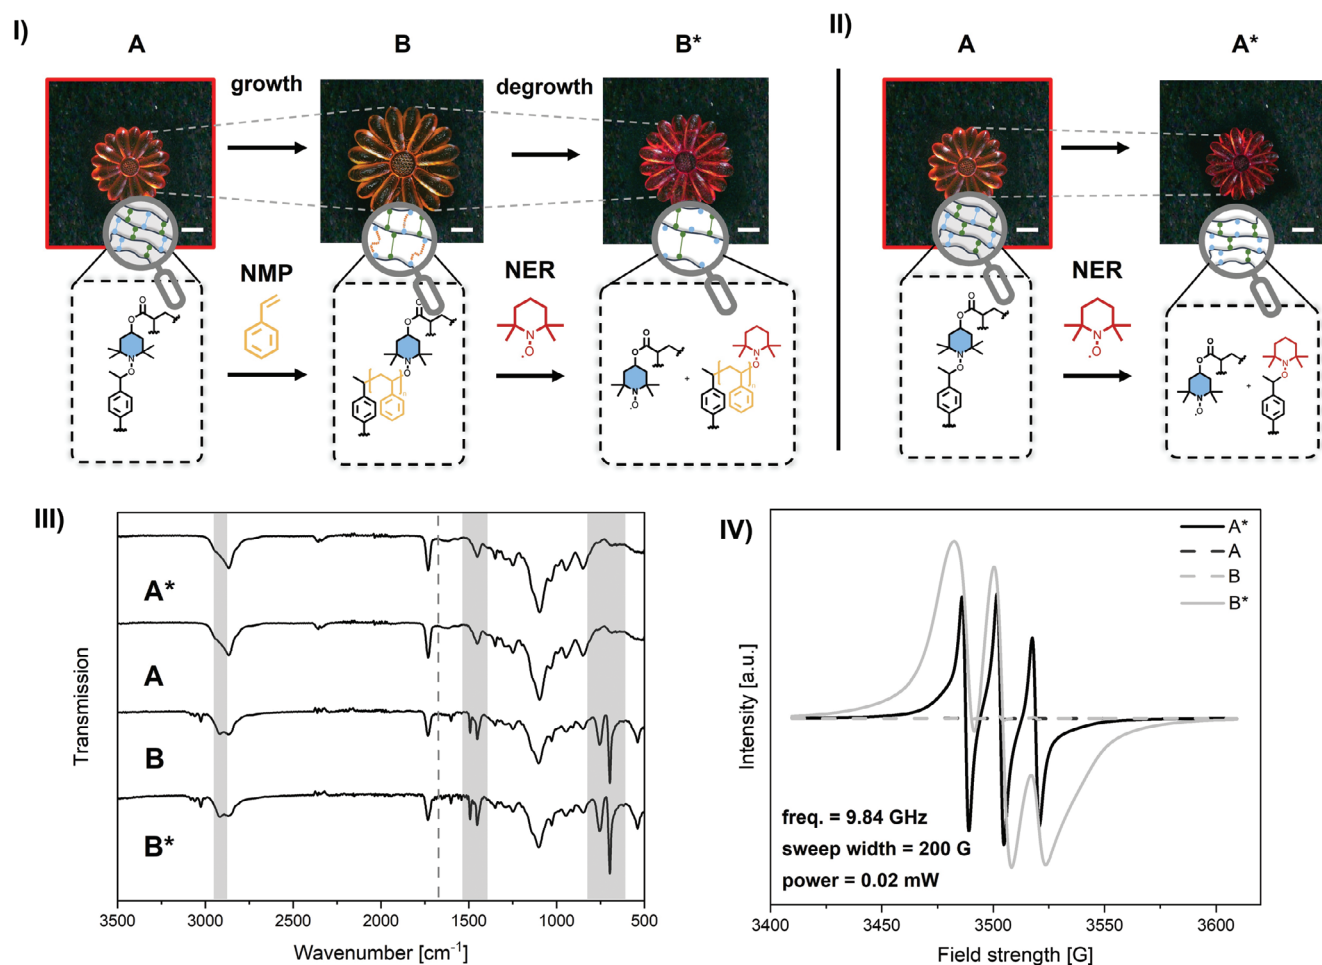 I)
A
B
B*
growth
degrowth
NMP
NER
O
O
N
O
O
O
N
O
n
O
O
N
O
N
O
+
n
N
O
II)
A
A*
NER
O
O
N
O
N
O
O
O
N
O
+
N
O
III)
Transmission
A*
A
B
B*
3500 3000 2500 2000 1500 1000 500
Wavenumber [cm-1]
IV)
Intensity [a.u.]
A*
A
B
B*
freq. = 9.84 GHz
sweep width = 200 G
power = 0.02 mW
3400 3450 3500 3550 3600
Field strength [G]